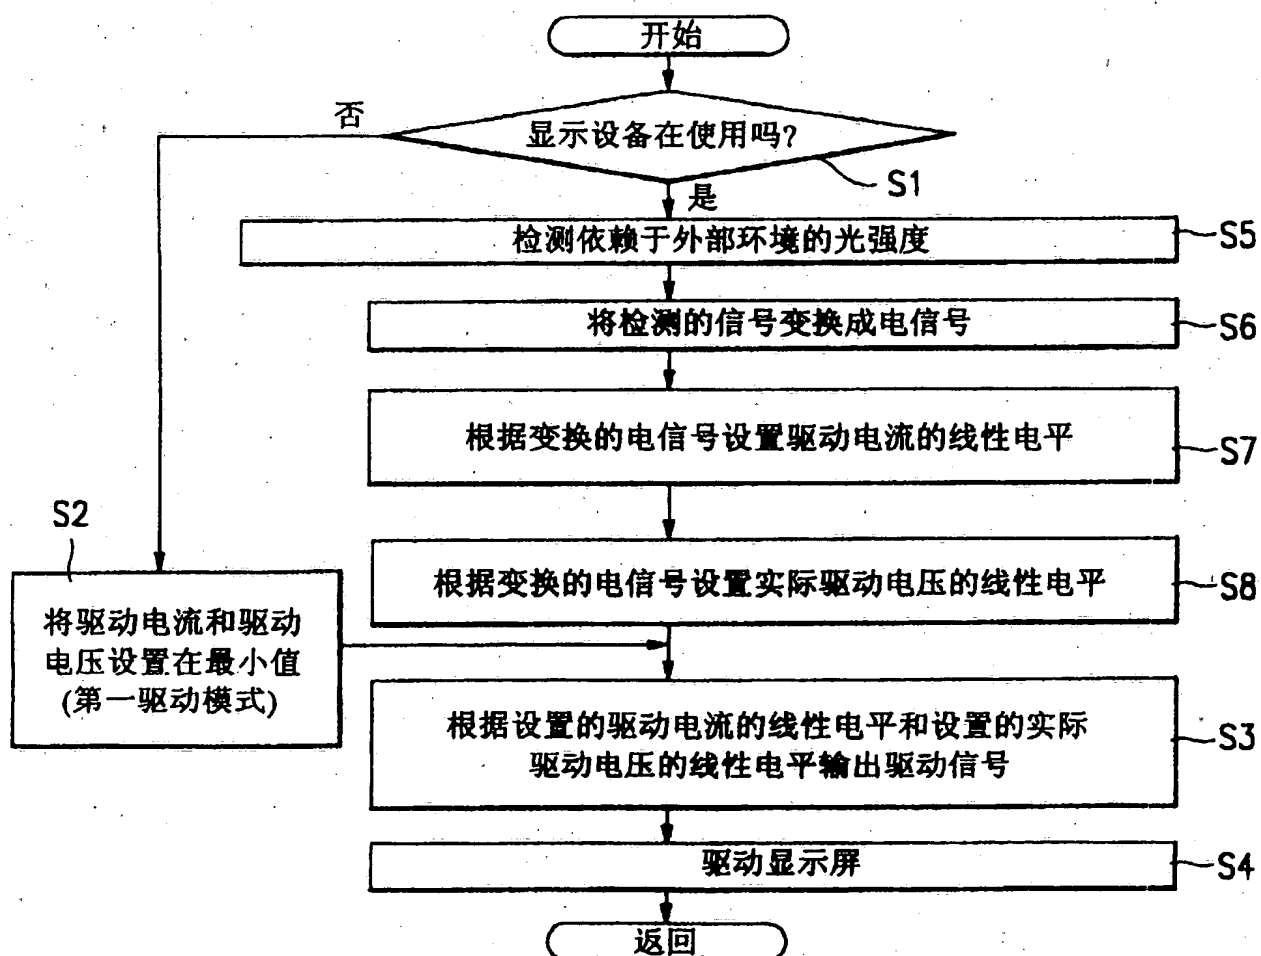 开始
否
显示设备在使用吗?
S1
是
检测依赖于外部环境的光强度
S5
将检测的信号变换成电信号
S6
根据变换的电信号设置驱动电流的线性电平
S7
S2
根据变换的电信号设置实际驱动电压的线性电平
S8
将驱动电流和驱动
电压设置在最小值
(第一驱动模式)
根据设置的驱动电流的线性电平和设置的实际
驱动电压的线性电平输出驱动信号
S3
驱动显示屏
S4
返回